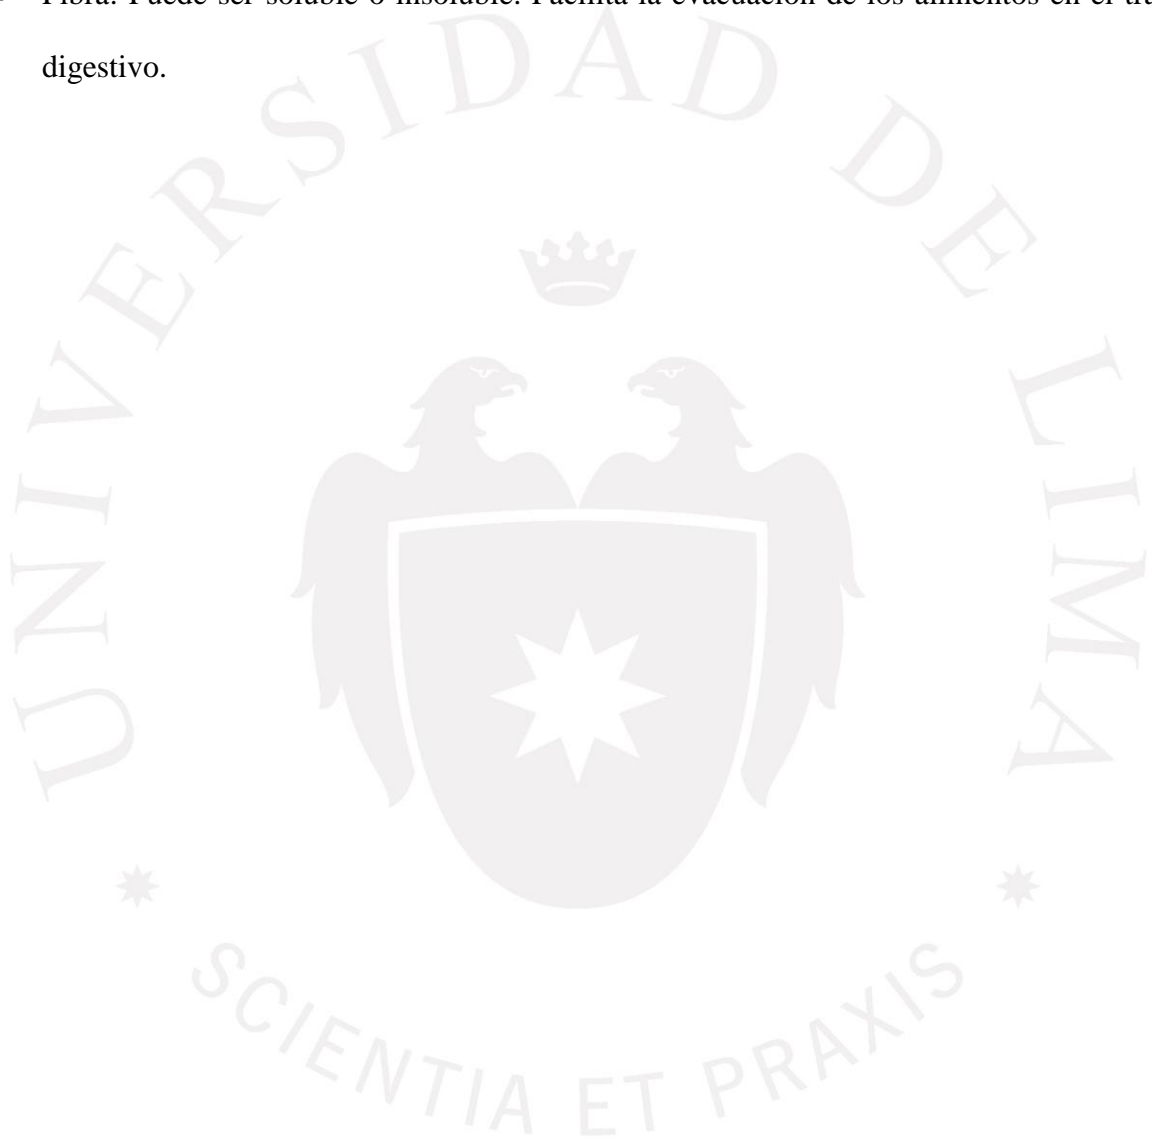 Fibra. Puede ser soluble o insoluble. Facilita la evacuación de los alimentos en el
digestivo.
UNIVERSIDAD DE LIMA
SCIENTIA ET PRAXIS